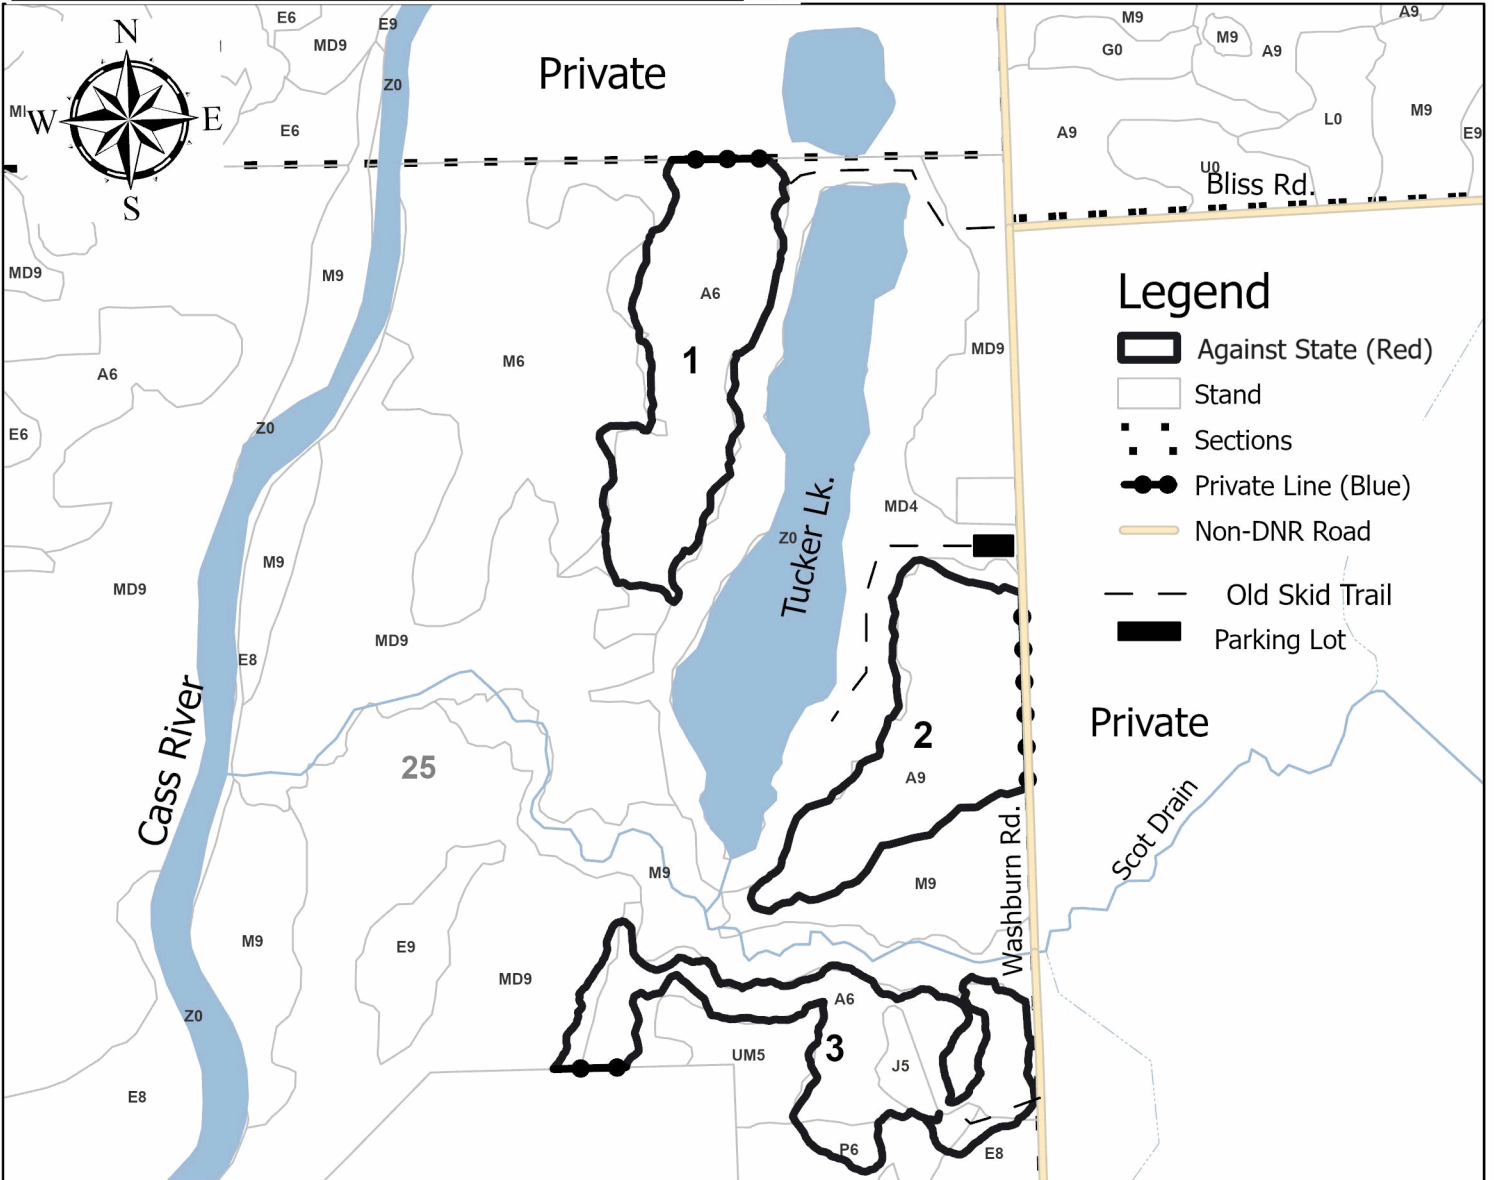 E6
E9
M9
A9
N
MD9
Private
G0
M9
A9
Z0
MI
W
E
E6
A9
L0
M9
E9
S
U0
Bliss Rd.
MD9
M9
A6
Legend
M6
1
MD9
Against State (Red)
A6
Stand
E6
Z0
Sections
MD4
Private Line (Blue)
Z0
Tucker Lk.
Non-DNR Road
M9
MD9
Old Skid Trail
MD9
Parking Lot
E8
Cass River
2
Private
25
A9
Washburn Rd.
Scot Drain
M9
M9
M9
E9
MD9
A6
Z0
3
UM5
J5
E8
P6
E8